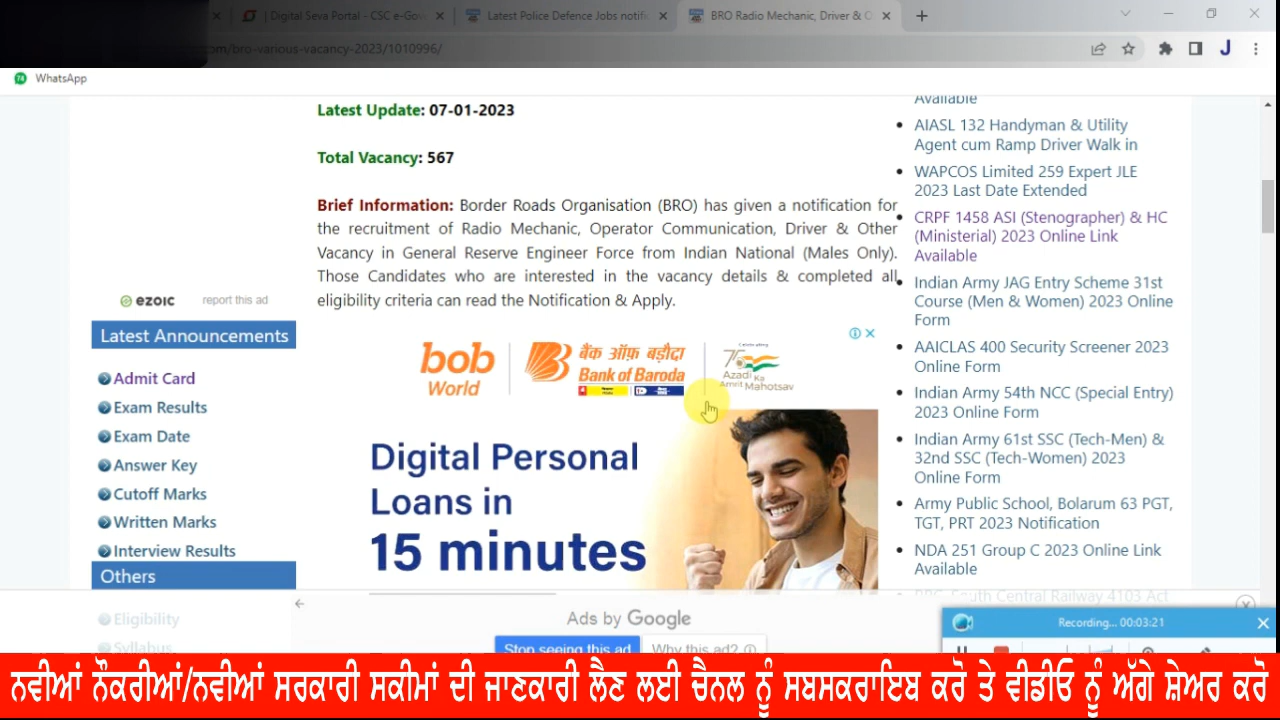 Digital Seva Portal - CSC e-Gov
Latest Police Defence Jobs notifi
BRO Radio Mechanic, Driver & O
om/bro-various-vacancy-2023/1010996/
J
WhatsApp
Latest Update: 07-01-2023
Total Vacancy: 567
Brief Information: Border Roads Organisation (BRO) has given a notification for
the recruitment of Radio Mechanic, Operator Communication, Driver & Other
Vacancy in General Reserve Engineer Force from Indian National (Males Only).
Those Candidates who are interested in the vacancy details & completed all
eligibility criteria can read the Notification & Apply.
ezoic report this ad
Latest Announcements
Admit Card
Exam Results
Exam Date
Answer Key
Cutoff Marks
Written Marks
Interview Results
Others
Eligibility
Syllabus
bob
World
बैंक ऑफ़ बड़ौदा
Bank of Baroda
Celebrating
75
Azadi Ka
Amrit Mahotsav
Digital Personal
Loans in
15 minutes
Available
AIASL 132 Handyman & Utility
Agent cum Ramp Driver Walk in
WAPCOS Limited 259 Expert JLE
2023 Last Date Extended
CRPF 1458 ASI (Stenographer) & HC
(Ministerial) 2023 Online Link
Available
Indian Army JAG Entry Scheme 31st
Course (Men & Women) 2023 Online
Form
AAICLAS 400 Security Screener 2023
Online Form
Indian Army 54th NCC (Special Entry)
2023 Online Form
Indian Army 61st SSC (Tech-Men) &
32nd SSC (Tech-Women) 2023
Online Form
Army Public School, Bolarum 63 PGT,
TGT, PRT 2023 Notification
NDA 251 Group C 2023 Online Link
Available
South Central Railway 4103 Act
Ads by Google
Stop seeing this ad
Why this ad?
Recording... 00:03:21
ਨਵੀਆਂ ਨੌਕਰੀਆਂ/ਨਵੀਆਂ ਸਰਕਾਰੀ ਸਕੀਮਾਂ ਦੀ ਜਾਣਕਾਰੀ ਲੈਣ ਲਈ ਚੈਨਲ ਨੂੰ ਸਬਸਕਰਾਇਬ ਕਰੋ ਤੇ ਵੀਡੀਓ ਨੂੰ ਅੱਗੇ ਸ਼ੇਅਰ ਕਰੋ